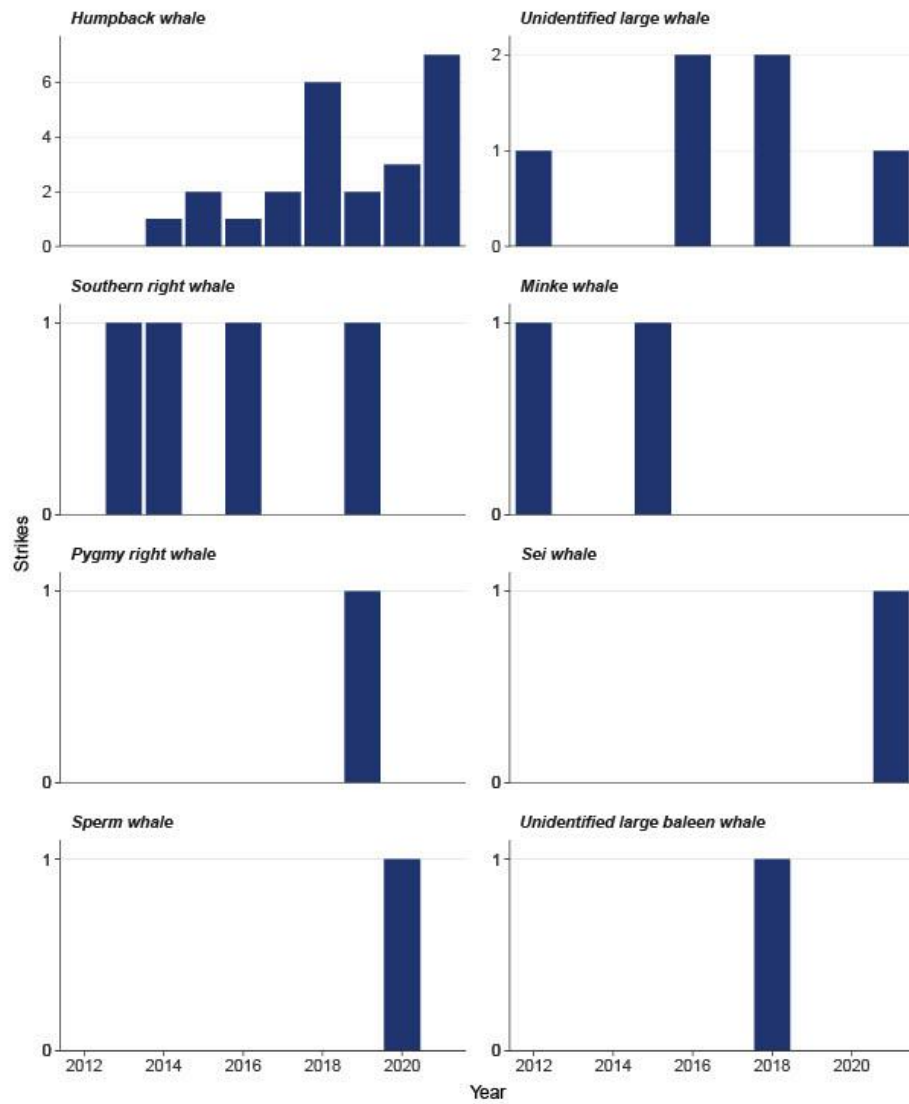 Humpback whale
Unidentified large whale
6
4
2
0
2
1
0
Southern right whale
Minke whale
1
0
1
0
Pygmy right whale
Sei whale
1
0
1
0
Sperm whale
Unidentified large baleen whale
1
0
1
0
2012 2014 2016 2018 2020
2012 2014 2016 2018 2020
Strikes
Year